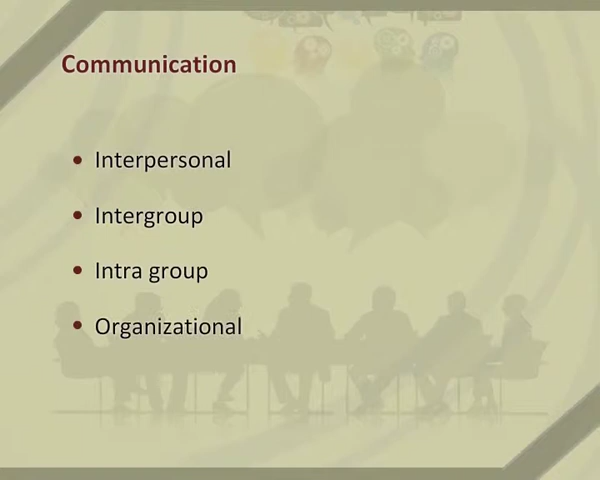 Communication
• Interpersonal
• Intergroup
• Intra group
• Organizational